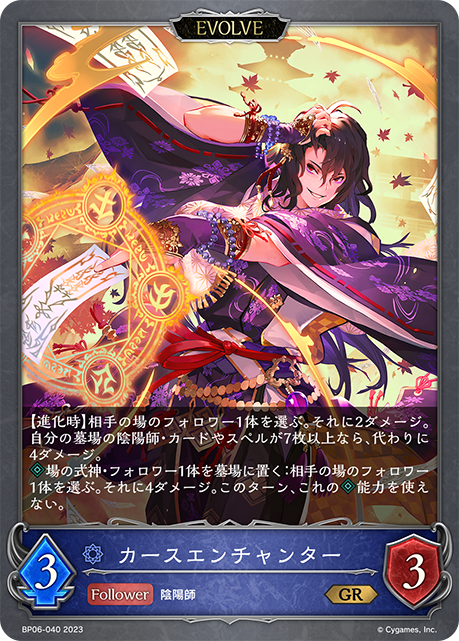 EVOLVE
【進化時】相手の場のフォロワー1体を選ぶ。それに2ダメージ。
自分の墓場の陰陽師・カードやスペルが7枚以上なら、代わりに
4ダメージ。
場の式神・フォロワー1体を墓場に置く：相手の場のフォロワー
1体を選ぶ。それに4ダメージ。このターン、これの 能力を使え
ない。
3 カースエンチャンター 3
Follower 陰陽師 GR
BP06-040 2023 © Cygames, Inc.